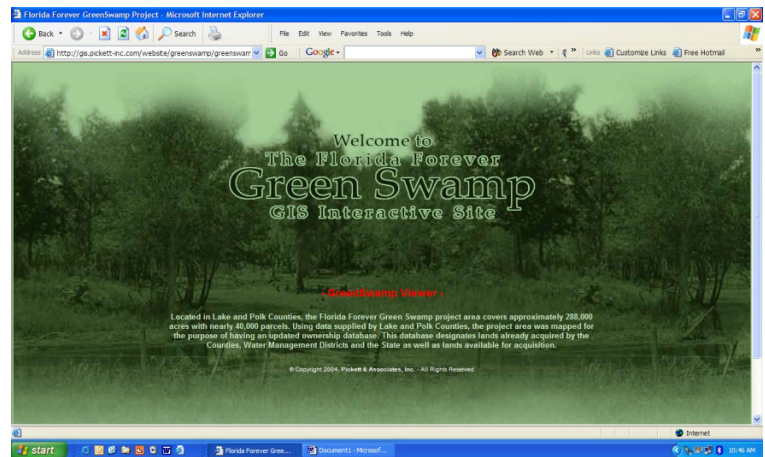 Florida Forever GreenSwamp Project - Microsoft Internet Explorer
Back
Search
File Edit View Favorites Tools Help
Address http://gis.pickett-inc.com/website/greenswamp/greenswam
Go
Google
Search Web
Links Customize Links Free Hotmail
Welcome to
The Florida Forever
Green Swamp
GIS Interactive Site
- GreenSwamp Viewer -
Located in Lake and Polk Counties, the Florida Forever Green Swamp project area covers approximately 288,000
acres with nearly 40,000 parcels. Using data supplied by Lake and Polk Counties, the project area was mapped for
the purpose of having an updated ownership database. This database designates lands already acquired by the
Counties, Water Management Districts and the State as well as lands available for acquisition.
© Copyright 2004, Pickett & Associates, Inc. - All Rights Reserved
Internet
start
Florida Forever Gree...
Document1 - Microsof...
10:46 AM